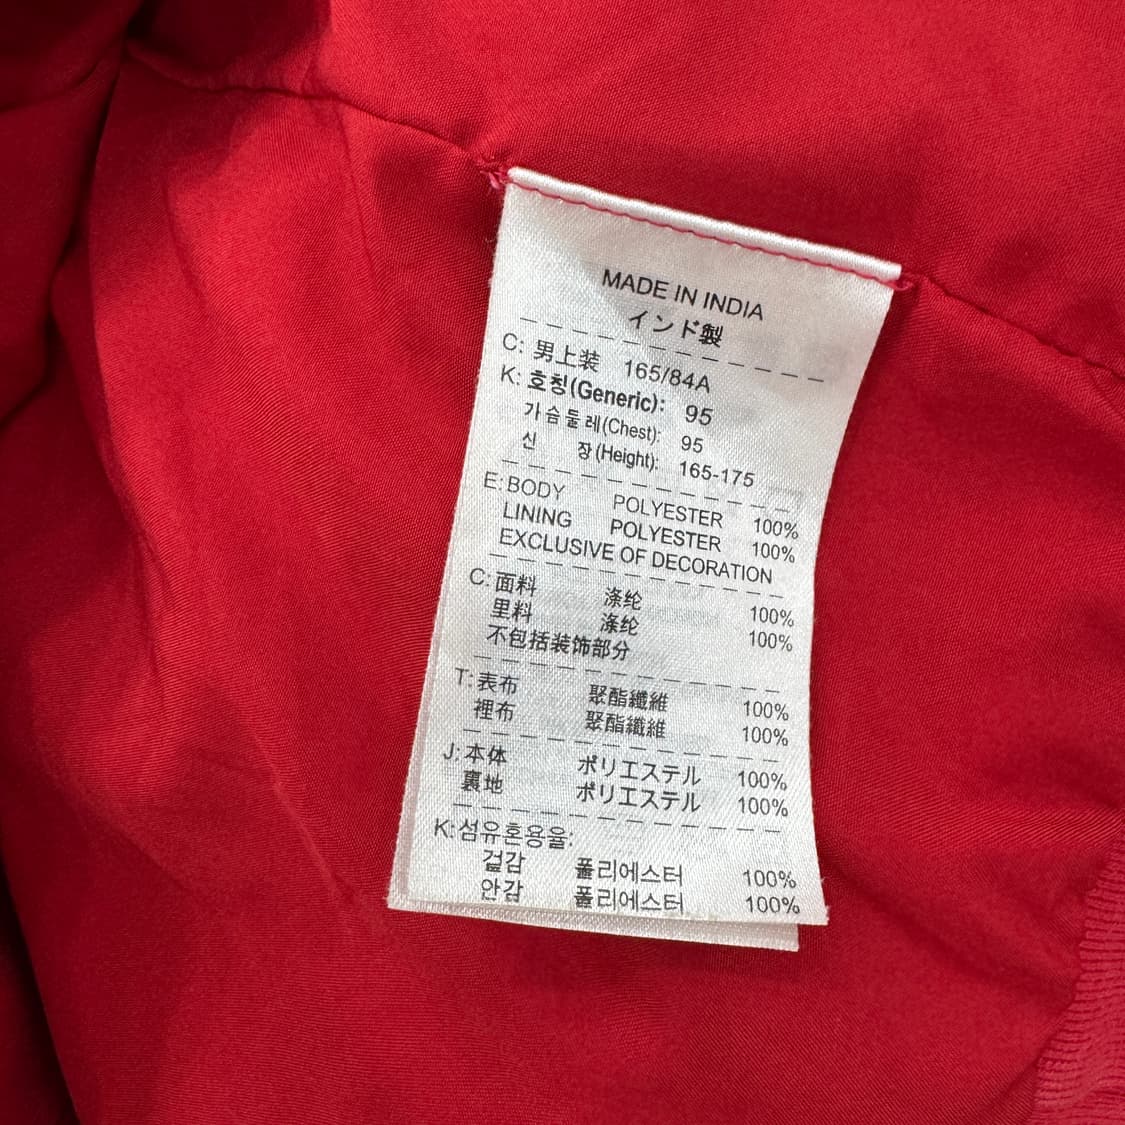 MADE IN INDIA
インド製
C: 男上装 165/84A
K: 호칭(Generic): 95
가슴둘레(Chest): 95
신 장(Height): 165-175
E: BODY POLYESTER 100%
LINING POLYESTER 100%
EXCLUSIVE OF DECORATION
C: 面料 涤纶 100%
里料 涤纶 100%
不包括装饰部分
T: 表布 聚酯纖維 100%
裡布 聚酯纖維 100%
J: 本体 ポリエステル 100%
裏地 ポリエステル 100%
K: 섬유혼용율:
겉감 폴리에스터 100%
안감 폴리에스터 100%